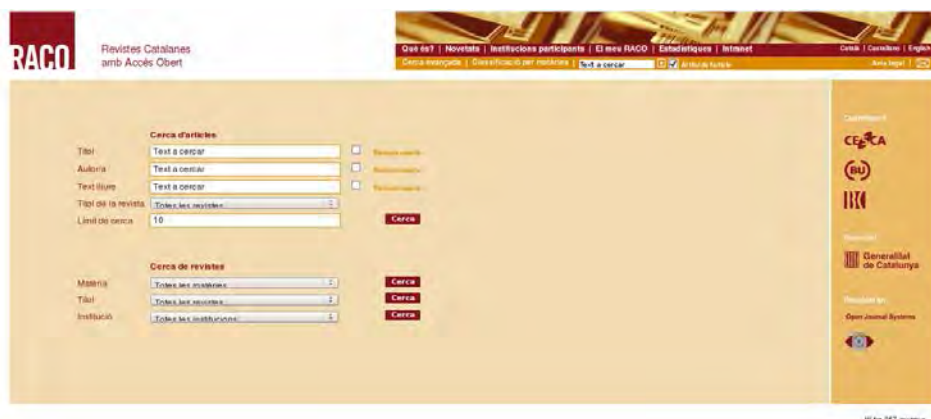 RACO
Revistes Catalanes
amb Accés Obert
Què és? | Novetats | Institucions participants | El meu RACO | Estadístiques | Intranet
Català | Castellano | English
Cerca avançada | Classificació per matèries | Text a cercar
Avís legal
Cerca d'articles
Títol Text a cercar
Autoria Text a cercar
Text lliure Text a cercar
Títol de la revista Totes les revistes
Límit de cerca 10 Cerca
Cerca de revistes
Matèria Totes les matèries Cerca
Títol Totes les revistes Cerca
Institució Totes les institucions Cerca
CESCA
BU
Generalitat
de Catalunya
Open Journal Systems